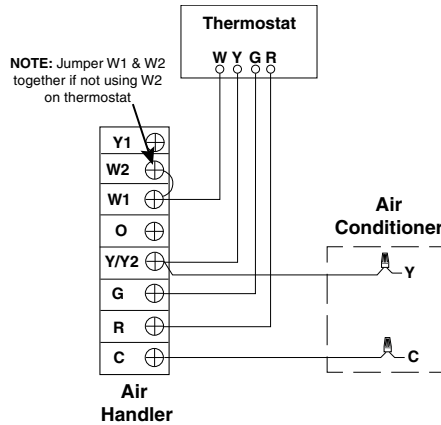 Thermostat
W Y G R
NOTE: Jumper W1 & W2
together if not using W2
on thermostat
Y1
W2
W1
O
Y/Y2
G
R
C
Air
Handler
Air
Conditioner
Y
C